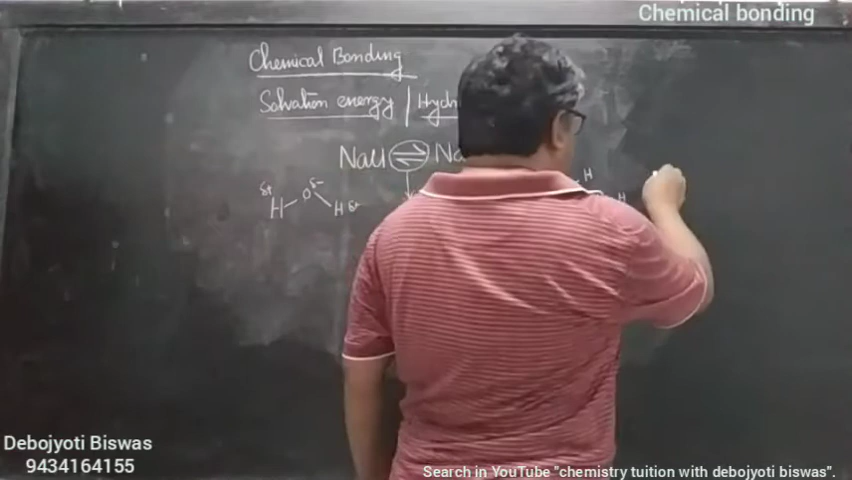 Chemical bonding
Chemical Bonding
Solvation energy / Hydr
NaCl ⇌ Na
δ+ H O δ- H δ+
H
H
Debojyoti Biswas
9434164155
Search in YouTube "chemistry tuition with debojyoti biswas".